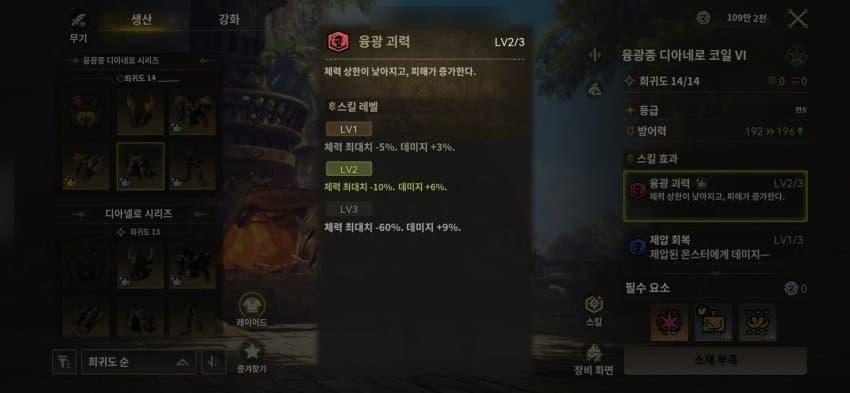 생산
강화
무기
융광종 디아네로 시리즈
희귀도 14
디아넬로 시리즈
희귀도 13
희귀도 순
레이어드
즐겨찾기
융광 괴력
LV2/3
체력 상한이 낮아지고, 피해가 증가한다.
스킬 레벨
LV1
체력 최대치 -5%. 데미지 +3%.
LV2
체력 최대치 -10%. 데미지 +6%.
LV3
체력 최대치 -60%. 데미지 +9%.
스킬
장비 화면
109만 2천
융광종 디아네로 코일 VI
희귀도 14/14
0
0
등급
방어력
192 196
스킬 효과
융광 괴력
LV2/3
체력 상한이 낮아지고, 피해가 증가한다.
제압 회복
LV1/3
제압된 몬스터에게 데미지—
필수 요소
0
소재 부족